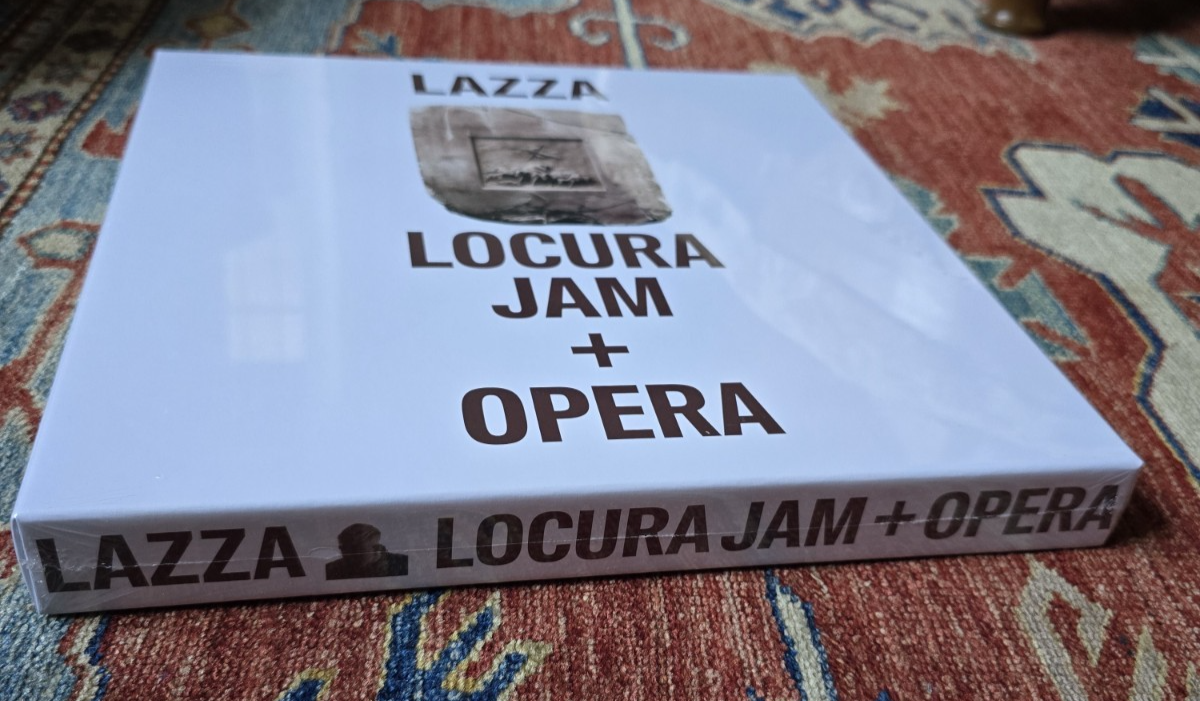 LAZZA
LOCURA
JAM
+
OPERA
LAZZA LOCURA JAM + OPERA